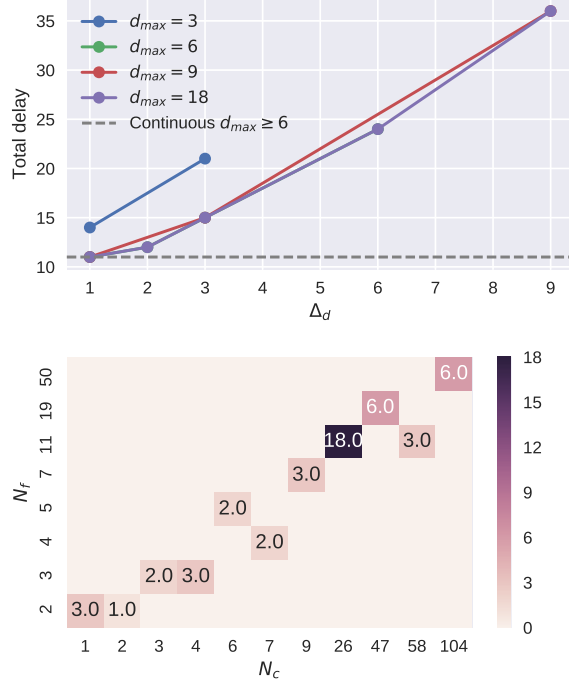 35
30
25
20
15
10
Total delay
d_max = 3
d_max = 6
d_max = 9
d_max = 18
Continuous d_max ≥ 6
1 2 3 4 5 6 7 8 9
Δ_d
50
19
11
7
5
4
3
2
N_f
6.0
6.0
18.0 3.0
3.0
2.0
2.0
2.0 3.0
3.0 1.0
1 2 3 4 6 7 9 26 47 58 104
N_c
18
15
12
9
6
3
0